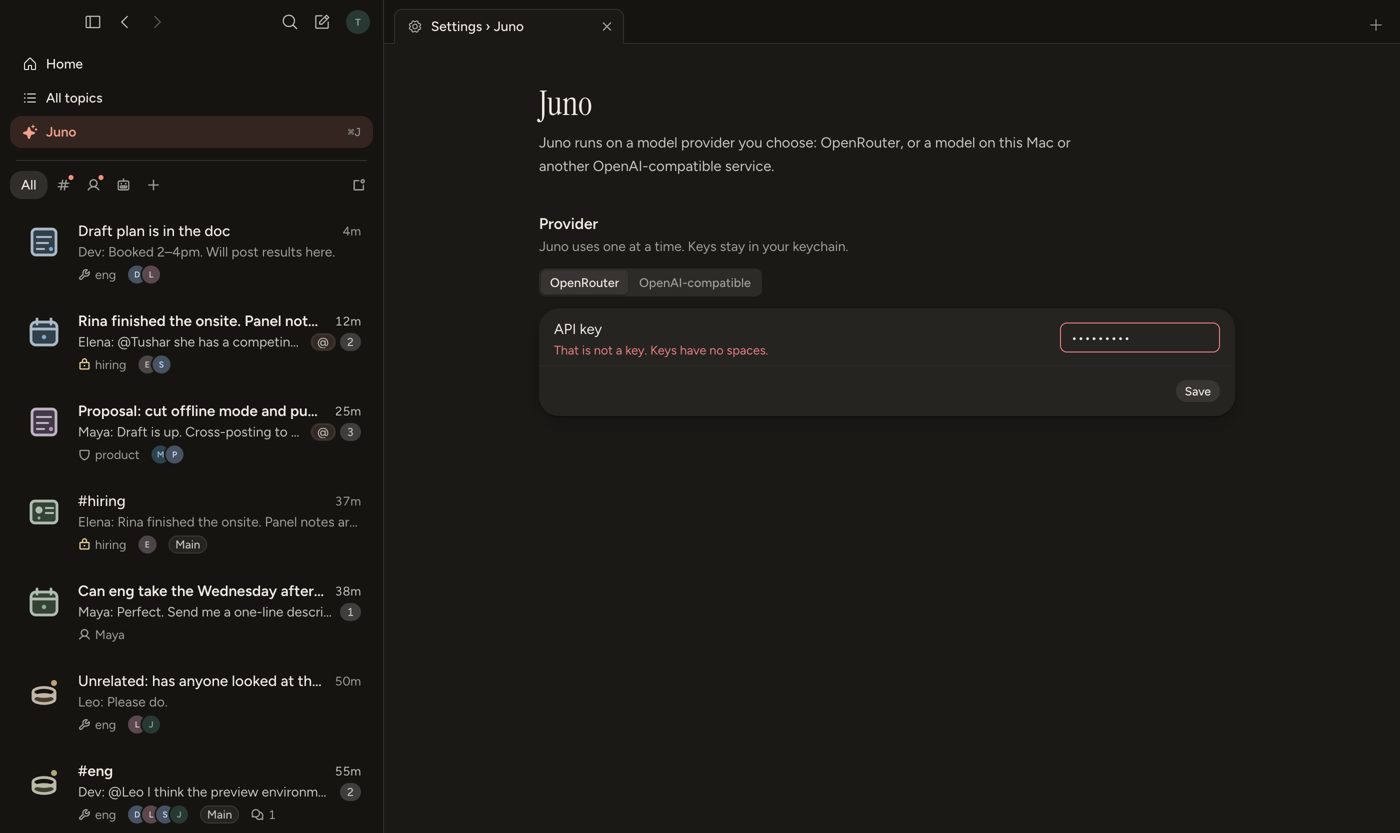 T
Settings › Juno
Home
All topics
Juno
⌘J
All
Draft plan is in the doc
4m
Dev: Booked 2–4pm. Will post results here.
eng
D
L
Rina finished the onsite. Panel not...
12m
Elena: @Tushar she has a competin...
@
2
hiring
E
S
Proposal: cut offline mode and pu...
25m
Maya: Draft is up. Cross-posting to ...
@
3
product
M
P
#hiring
37m
Elena: Rina finished the onsite. Panel notes ar...
hiring
E
Main
Can eng take the Wednesday after...
38m
Maya: Perfect. Send me a one-line descri...
1
Maya
Unrelated: has anyone looked at th...
50m
Leo: Please do.
eng
L
J
#eng
55m
Dev: @Leo I think the preview environm...
2
eng
D
L
S
J
Main
1
Juno
Juno runs on a model provider you choose: OpenRouter, or a model on this Mac or
another OpenAI-compatible service.
Provider
Juno uses one at a time. Keys stay in your keychain.
OpenRouter
OpenAI-compatible
API key
That is not a key. Keys have no spaces.
•••••••••
Save